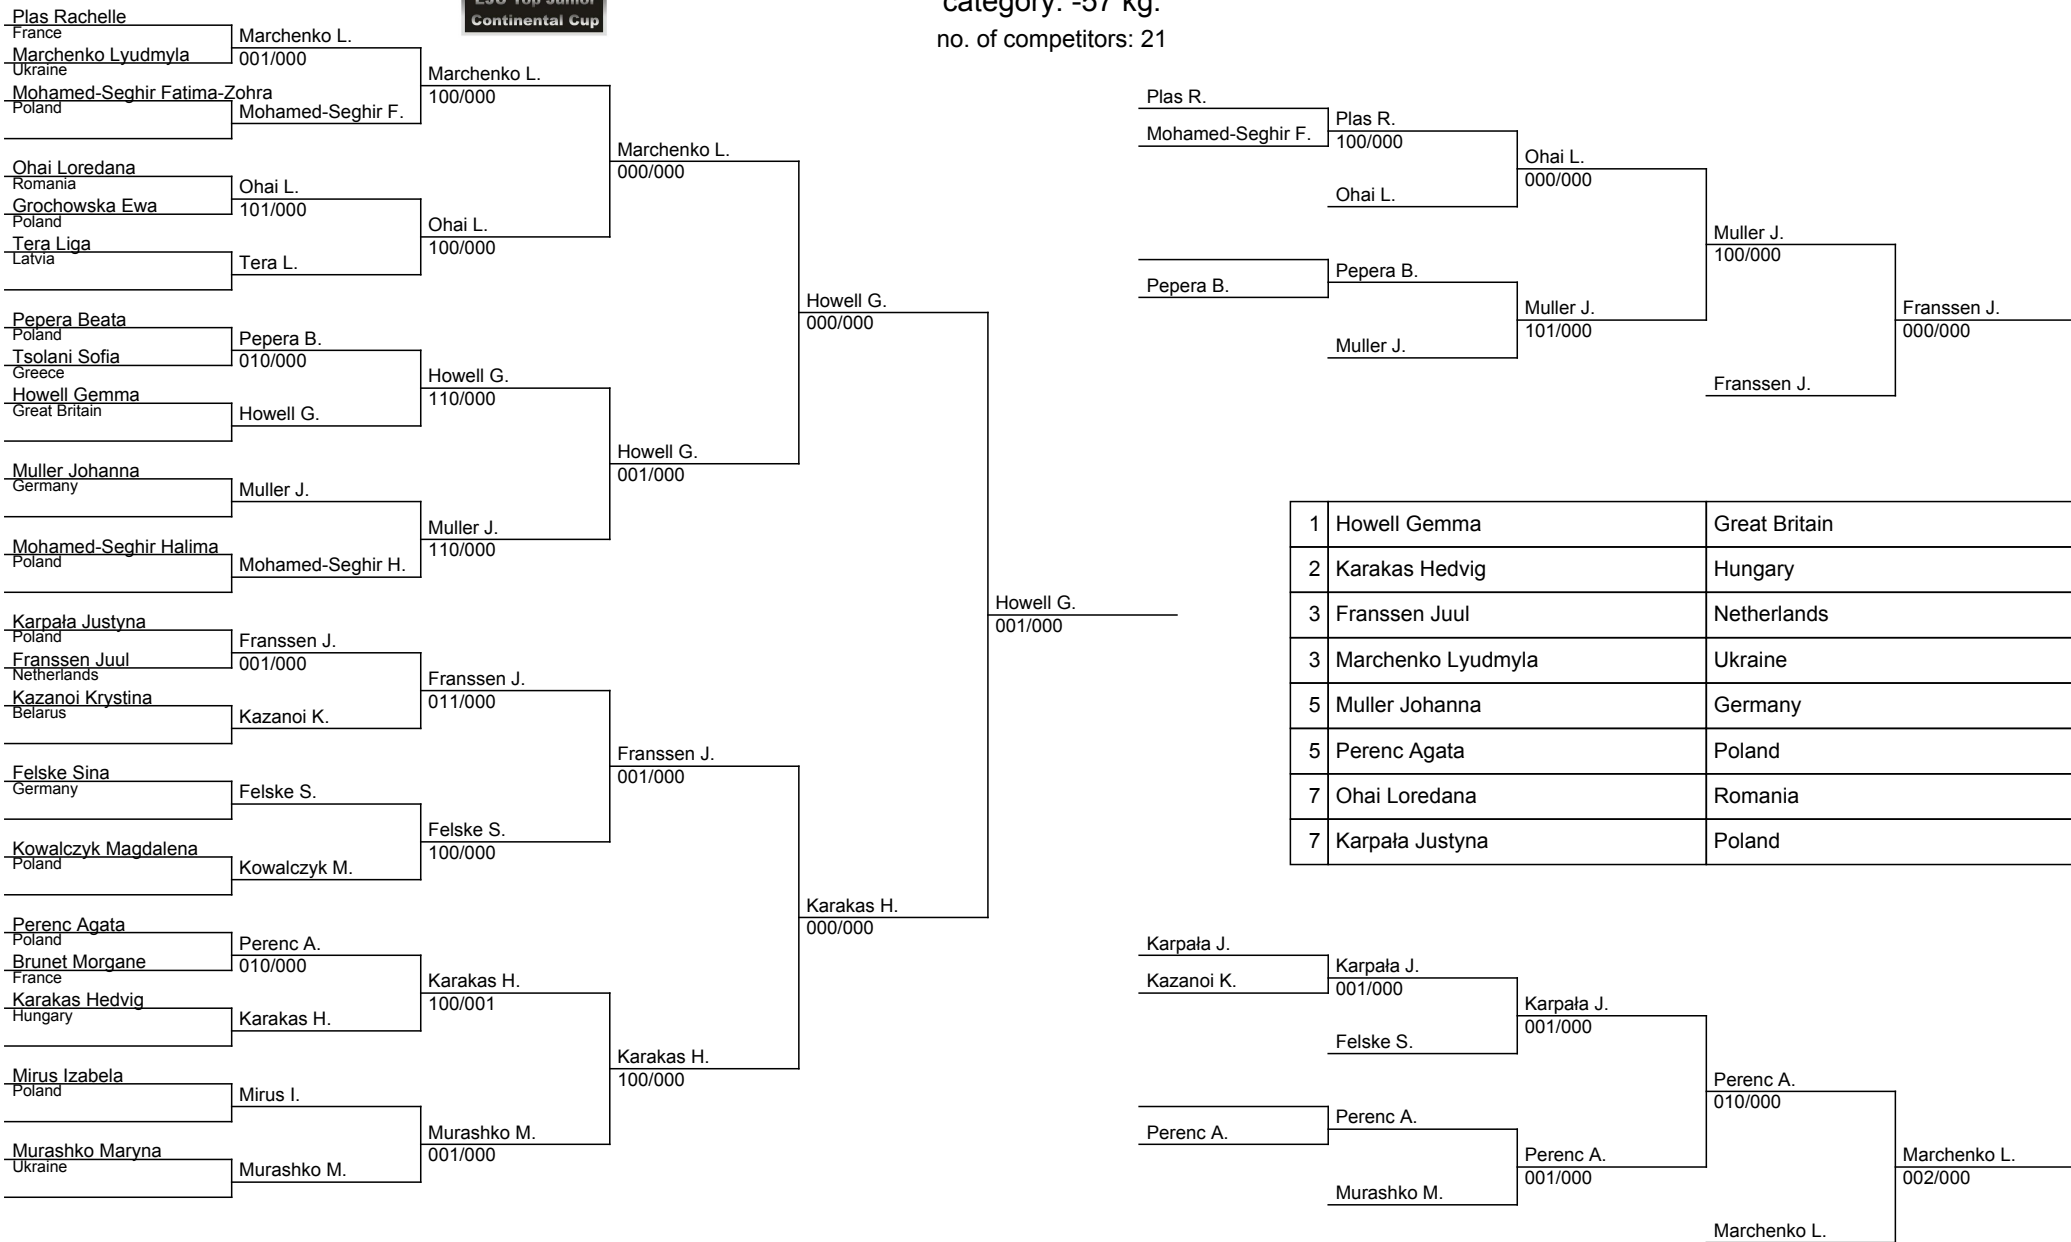 EJU Top Junior
Continental Cup
category: -57 kg.
no. of competitors: 21
Plas Rachelle
France
Marchenko Lyudmyla
Ukraine
Mohamed-Seghir Fatima-Zohra
Poland
Ohai Loredana
Romania
Grochowska Ewa
Poland
Tera Liga
Latvia
Pepera Beata
Poland
Tsolani Sofia
Greece
Howell Gemma
Great Britain
Muller Johanna
Germany
Mohamed-Seghir Halima
Poland
Karpała Justyna
Poland
Franssen Juul
Netherlands
Kazanoi Krystina
Belarus
Felske Sina
Germany
Kowalczyk Magdalena
Poland
Perenc Agata
Poland
Brunet Morgane
France
Karakas Hedvig
Hungary
Mirus Izabela
Poland
Murashko Maryna
Ukraine
Marchenko L.
001/000
Mohamed-Seghir F.
Ohai L.
101/000
Tera L.
Pepera B.
010/000
Howell G.
Muller J.
Mohamed-Seghir H.
Franssen J.
001/000
Kazanoi K.
Felske S.
Kowalczyk M.
Perenc A.
010/000
Karakas H.
Mirus I.
Murashko M.
Marchenko L.
100/000
Ohai L.
100/000
Howell G.
110/000
Muller J.
110/000
Franssen J.
011/000
Felske S.
100/000
Karakas H.
100/001
Murashko M.
001/000
Marchenko L.
000/000
Howell G.
001/000
Franssen J.
001/000
Karakas H.
100/000
Howell G.
000/000
Karakas H.
000/000
Howell G.
001/000
Plas R.
Mohamed-Seghir F.
Pepera B.
Plas R.
100/000
Ohai L.
Pepera B.
Muller J.
Ohai L.
000/000
Muller J.
101/000
Muller J.
100/000
Franssen J.
Franssen J.
000/000
1 Howell Gemma Great Britain
2 Karakas Hedvig Hungary
3 Franssen Juul Netherlands
3 Marchenko Lyudmyla Ukraine
5 Muller Johanna Germany
5 Perenc Agata Poland
7 Ohai Loredana Romania
7 Karpała Justyna Poland
Karpała J.
Kazanoi K.
Perenc A.
Karpała J.
001/000
Felske S.
Perenc A.
Murashko M.
Karpała J.
001/000
Perenc A.
001/000
Perenc A.
010/000
Marchenko L.
Marchenko L.
002/000